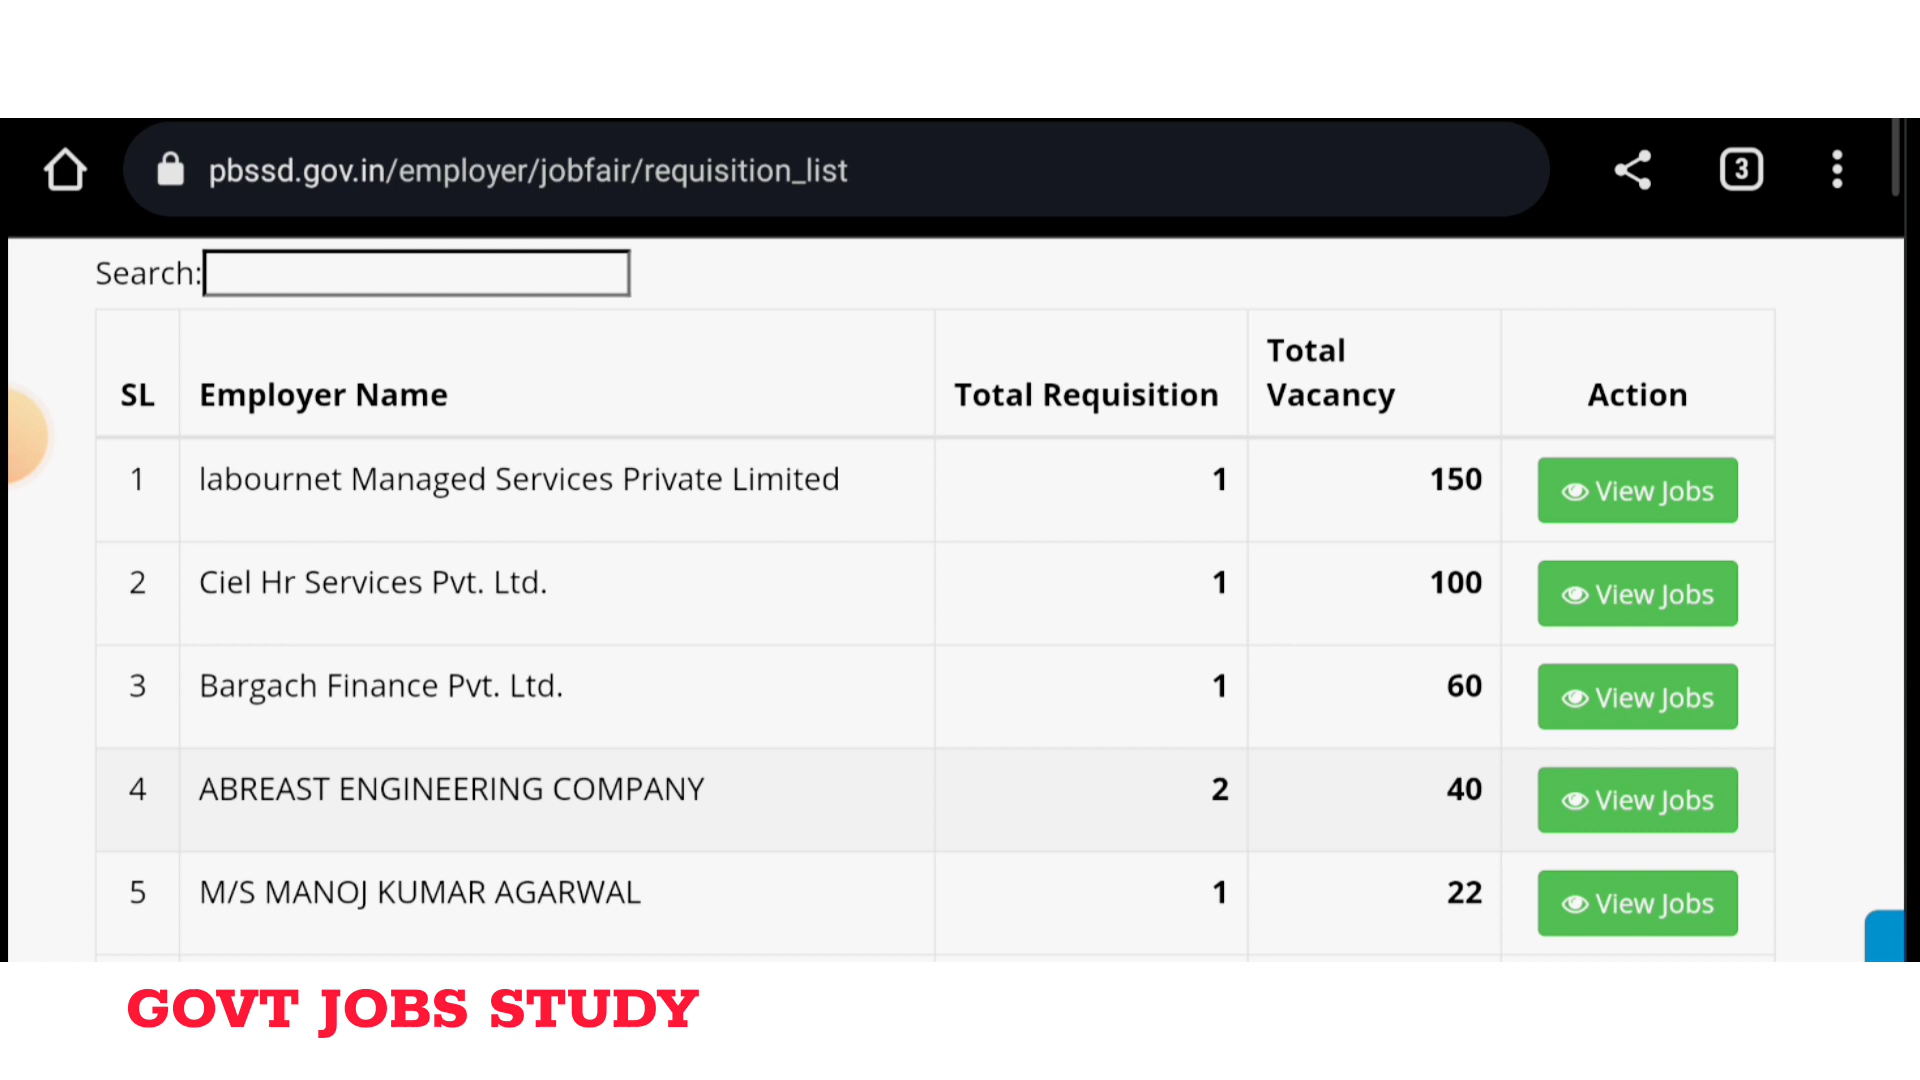 pbssd.gov.in/employer/jobfair/requisition_list
3
Search:
SL Employer Name Total Requisition Total Vacancy Action
1 labournet Managed Services Private Limited 1 150 View Jobs
2 Ciel Hr Services Pvt. Ltd. 1 100 View Jobs
3 Bargach Finance Pvt. Ltd. 1 60 View Jobs
4 ABREAST ENGINEERING COMPANY 2 40 View Jobs
5 M/S MANOJ KUMAR AGARWAL 1 22 View Jobs
GOVT JOBS STUDY